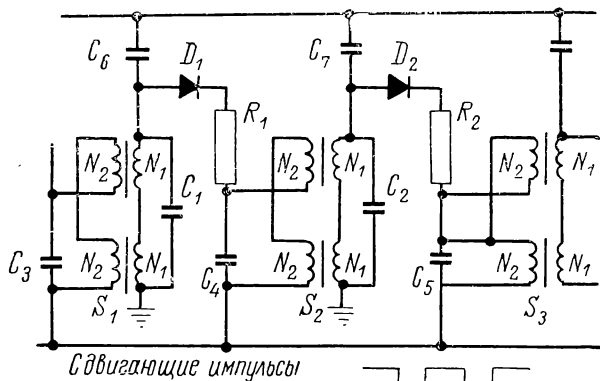 C₆ D₁ C₇ D₂
R₁ R₂
N₂ N₁ N₂ N₁ N₂ N₁
C₁ C₂
C₃ N₂ N₁ C₄ N₂ N₁ C₅ N₂ N₁
S₁ S₂ S₃
Сдвигающие импульсы